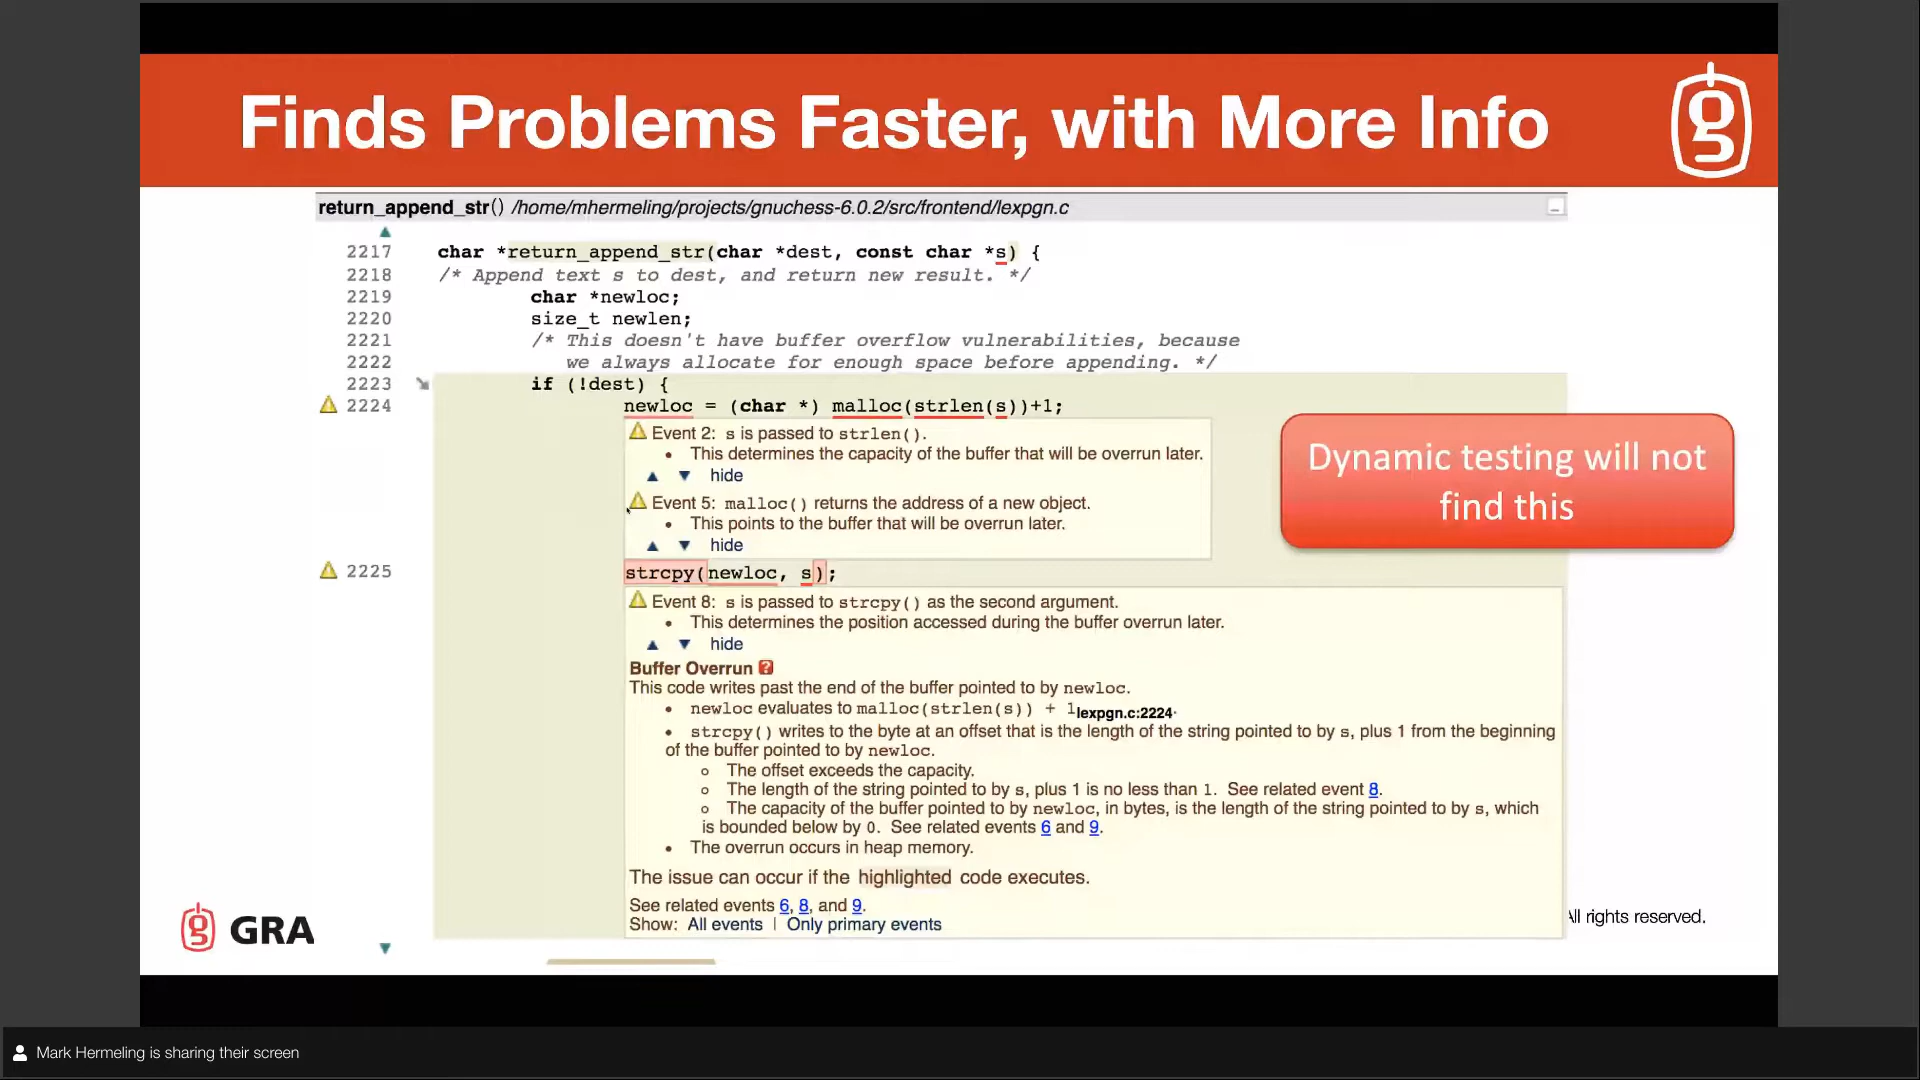 Finds Problems Faster, with More Info
return_append_str() /home/mhermeling/projects/gnuchess-6.0.2/src/frontend/lexpgn.c
2217 char *return_append_str(char *dest, const char *s) {
2218 /* Append text s to dest, and return new result. */
2219 char *newloc;
2220 size_t newlen;
2221 /* This doesn't have buffer overflow vulnerabilities, because
2222 we always allocate for enough space before appending. */
2223 if (!dest) {
2224 newloc = (char *) malloc(strlen(s))+1;
Event 2: s is passed to strlen().
• This determines the capacity of the buffer that will be overrun later.
▲ ▼ hide
Event 5: malloc() returns the address of a new object.
• This points to the buffer that will be overrun later.
▲ ▼ hide
Dynamic testing will not
find this
2225 strcpy(newloc, s);
Event 8: s is passed to strcpy() as the second argument.
• This determines the position accessed during the buffer overrun later.
▲ ▼ hide
Buffer Overrun ?
This code writes past the end of the buffer pointed to by newloc.
• newloc evaluates to malloc(strlen(s)) + 1lexpgn.c:2224.
• strcpy() writes to the byte at an offset that is the length of the string pointed to by s, plus 1 from the beginning
of the buffer pointed to by newloc.
○ The offset exceeds the capacity.
○ The length of the string pointed to by s, plus 1 is no less than 1. See related event 8.
○ The capacity of the buffer pointed to by newloc, in bytes, is the length of the string pointed to by s, which
is bounded below by 0. See related events 6 and 9.
• The overrun occurs in heap memory.
The issue can occur if the highlighted code executes.
See related events 6, 8, and 9.
Show: All events | Only primary events
g GRA
All rights reserved.
Mark Hermeling is sharing their screen